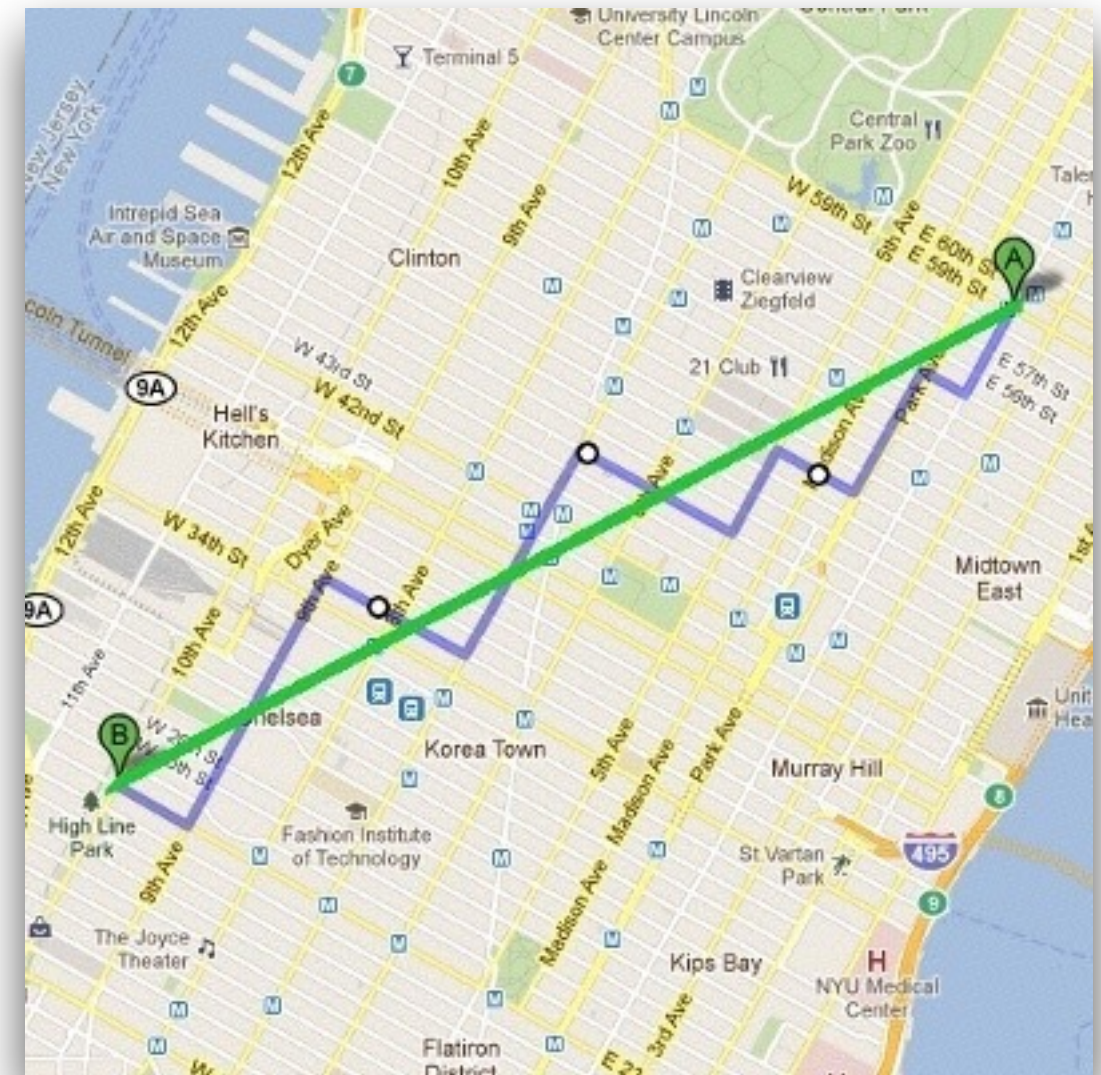 University Lincoln
Center Campus
Terminal 5
7
New Jersey
New York
12th Ave
10th Ave
9th Ave
Central
Park Zoo
W 59th St
5th Ave
E 60th St
E 59th St
A
Intrepid Sea
Air and Space
Museum
Clinton
Clearview
Ziegfeld
12th Ave
Tunnel
9A
W 43rd St
W 42nd St
21 Club
E 57th St
E 56th St
Park Ave
Hell's
Kitchen
12th Ave
W 34th St
Dyer Ave
9th Ave
Midtown
East
9A
10th Ave
11th Ave
B
Korea Town
5th Ave
Madison Ave
Park Ave
Murray Hill
High Line
Park
Fashion Institute
of Technology
9th Ave
St.Vartan
Park
495
8
9
The Joyce
Theater
Madison Ave
Kips Bay
H
NYU Medical
Center
3rd Ave
Flatiron
District